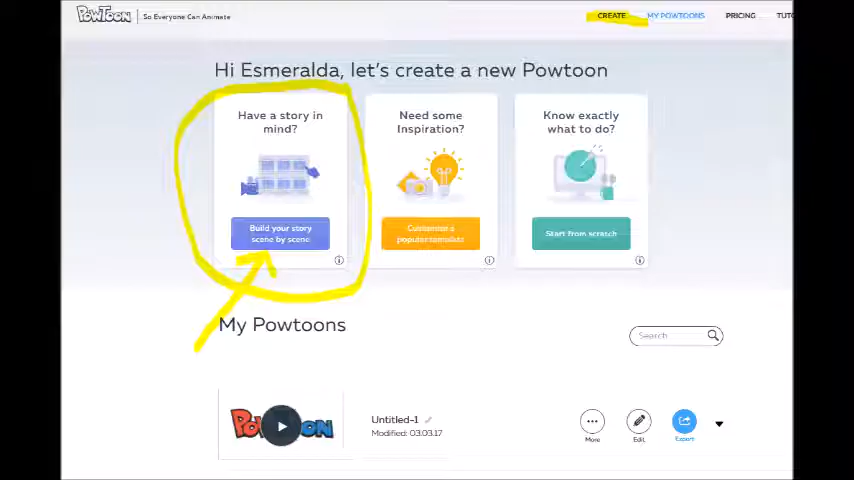 POWTOON
So Everyone Can Animate
CREATE
MY POWTOONS
PRICING
TUTO
Hi Esmeralda, let's create a new Powtoon
Have a story in
mind?
Build your story
scene by scene
Need some
Inspiration?
Customize a
popular template
Know exactly
what to do?
Start from scratch
My Powtoons
Search
POWTOON
Untitled-1
Modified: 03.03.17
More
Edit
Export